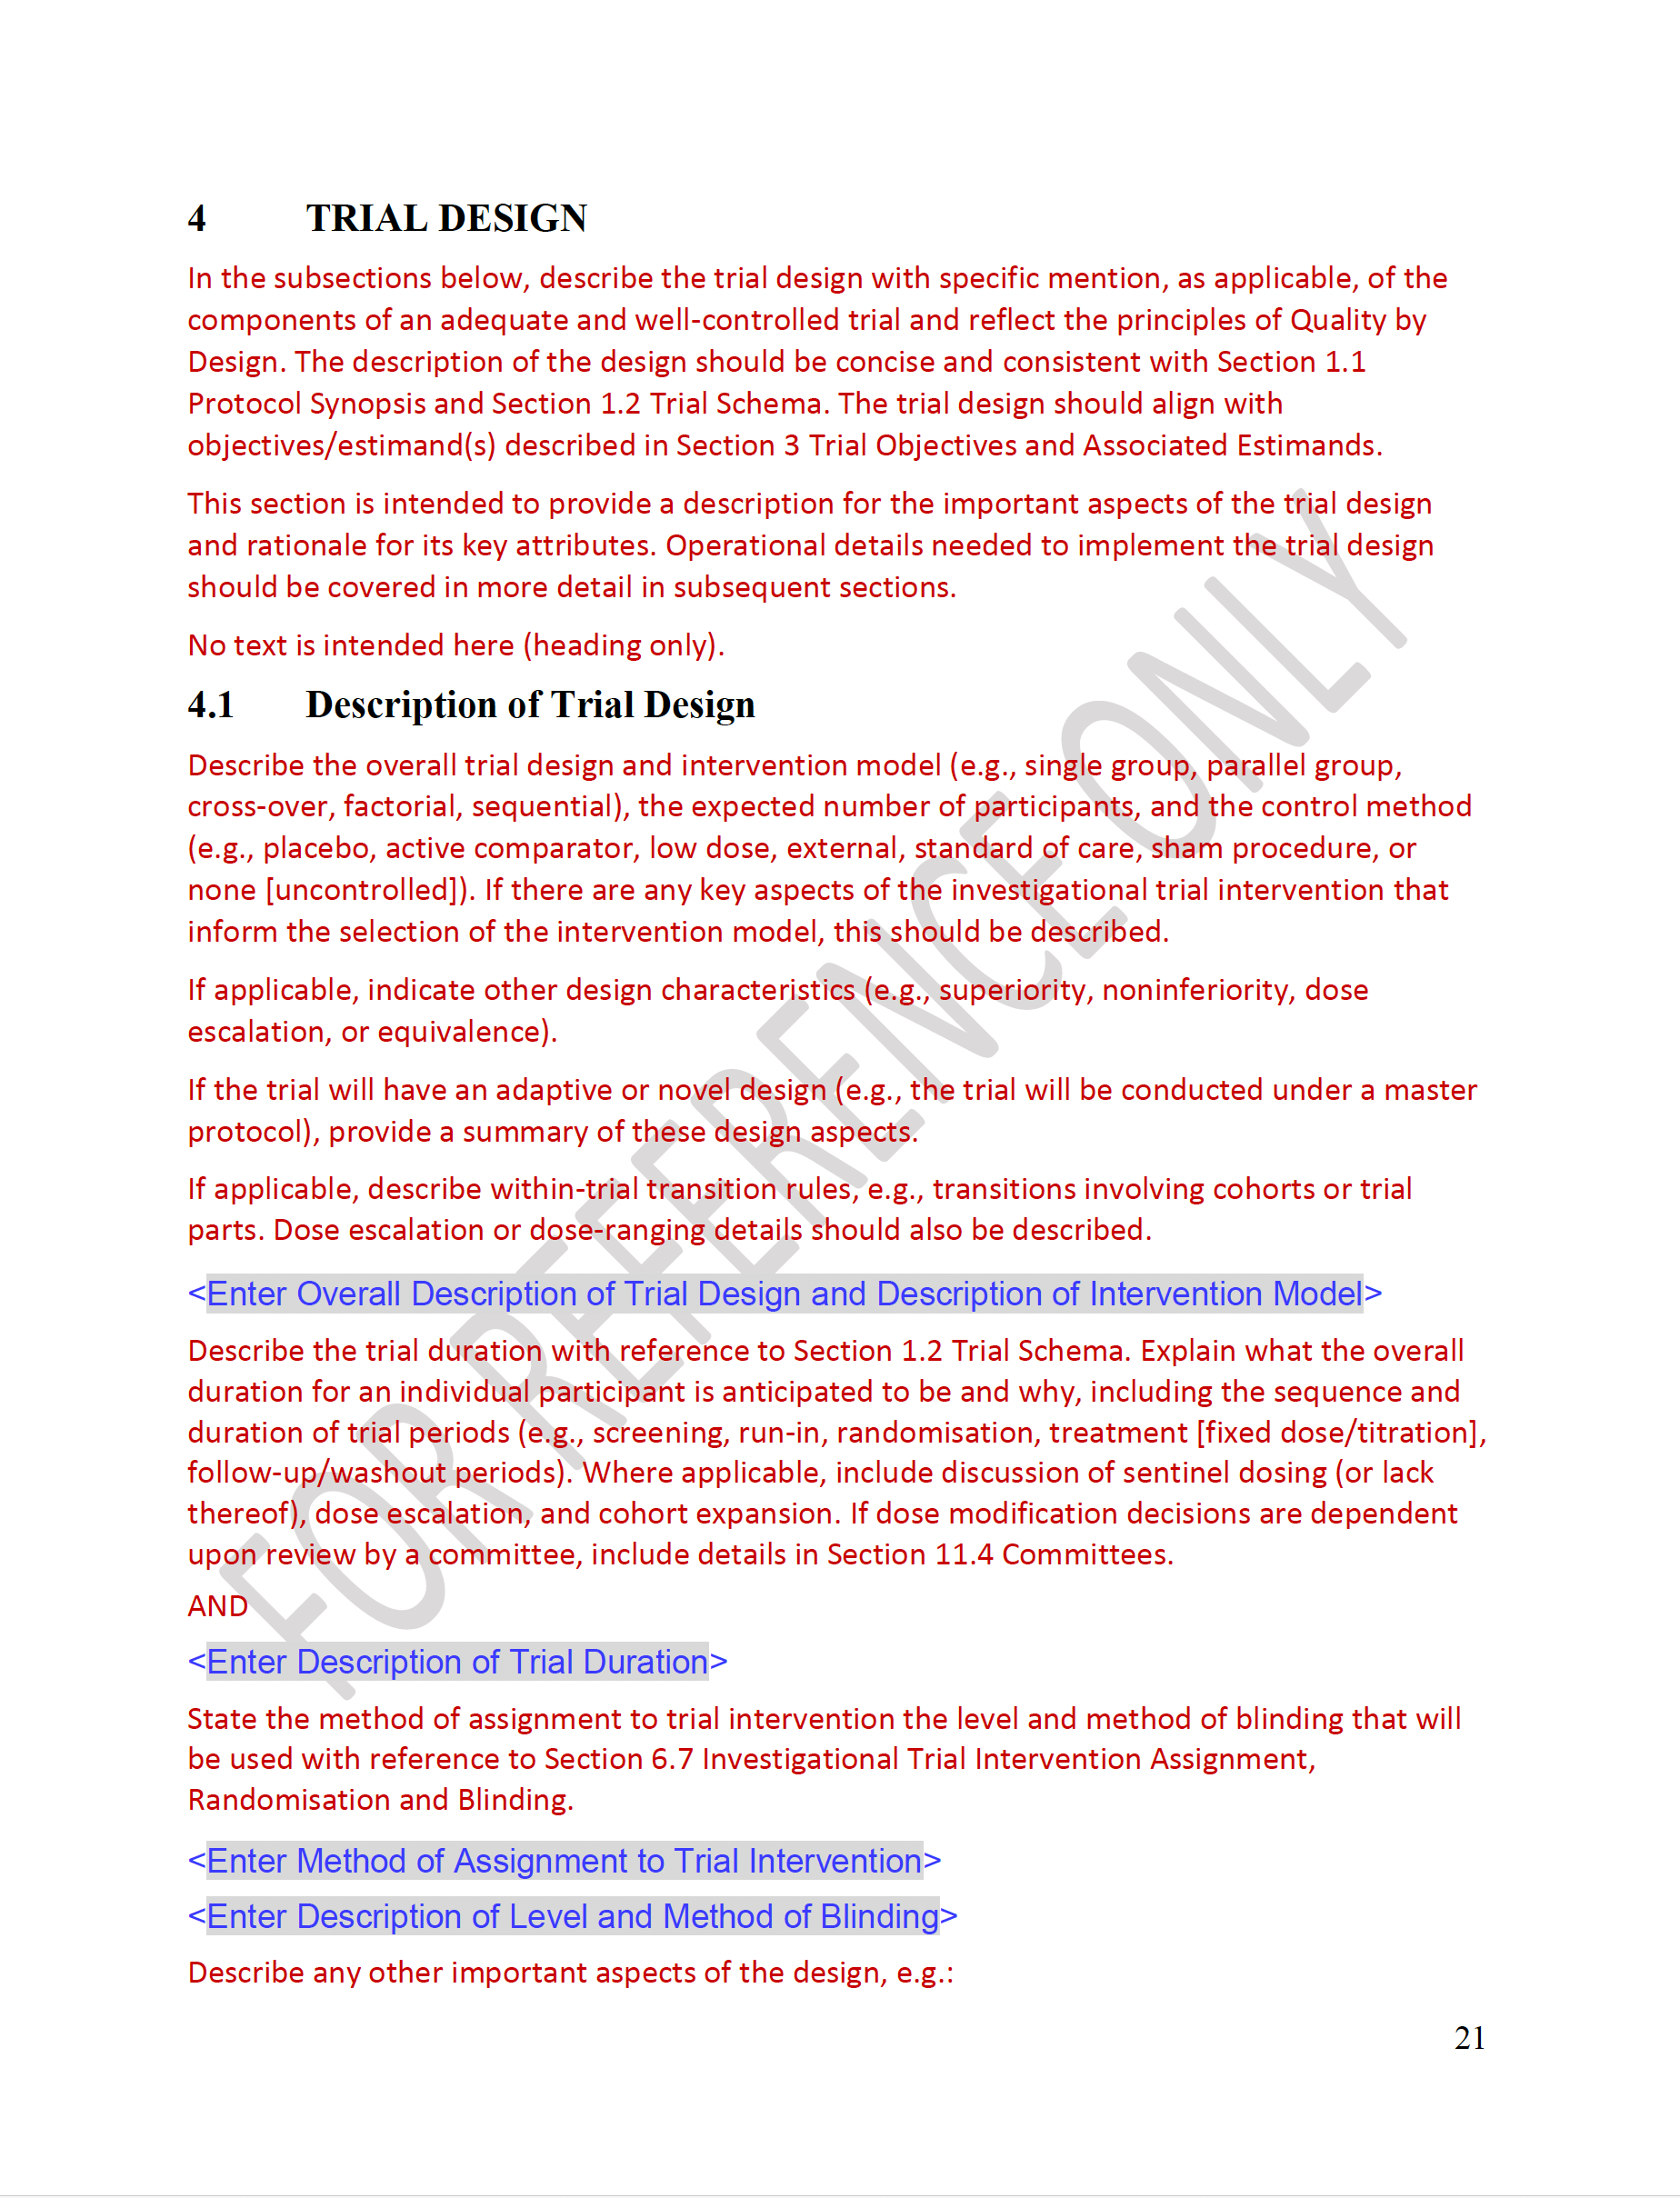 4 TRIAL DESIGN
In the subsections below, describe the trial design with specific mention, as applicable, of the
components of an adequate and well-controlled trial and reflect the principles of Quality by
Design. The description of the design should be concise and consistent with Section 1.1
Protocol Synopsis and Section 1.2 Trial Schema. The trial design should align with
objectives/estimand(s) described in Section 3 Trial Objectives and Associated Estimands.
This section is intended to provide a description for the important aspects of the trial design
and rationale for its key attributes. Operational details needed to implement the trial design
should be covered in more detail in subsequent sections.
No text is intended here (heading only).
4.1 Description of Trial Design
Describe the overall trial design and intervention model (e.g., single group, parallel group,
cross-over, factorial, sequential), the expected number of participants, and the control method
(e.g., placebo, active comparator, low dose, external, standard of care, sham procedure, or
none [uncontrolled]). If there are any key aspects of the investigational trial intervention that
inform the selection of the intervention model, this should be described.
If applicable, indicate other design characteristics (e.g., superiority, noninferiority, dose
escalation, or equivalence).
If the trial will have an adaptive or novel design (e.g., the trial will be conducted under a master
protocol), provide a summary of these design aspects.
If applicable, describe within-trial transition rules, e.g., transitions involving cohorts or trial
parts. Dose escalation or dose-ranging details should also be described.
<Enter Overall Description of Trial Design and Description of Intervention Model>
Describe the trial duration with reference to Section 1.2 Trial Schema. Explain what the overall
duration for an individual participant is anticipated to be and why, including the sequence and
duration of trial periods (e.g., screening, run-in, randomisation, treatment [fixed dose/titration],
follow-up/washout periods). Where applicable, include discussion of sentinel dosing (or lack
thereof), dose escalation, and cohort expansion. If dose modification decisions are dependent
upon review by a committee, include details in Section 11.4 Committees.
AND
<Enter Description of Trial Duration>
State the method of assignment to trial intervention the level and method of blinding that will
be used with reference to Section 6.7 Investigational Trial Intervention Assignment,
Randomisation and Blinding.
<Enter Method of Assignment to Trial Intervention>
<Enter Description of Level and Method of Blinding>
Describe any other important aspects of the design, e.g.:
21
FOR REFERENCE ONLY